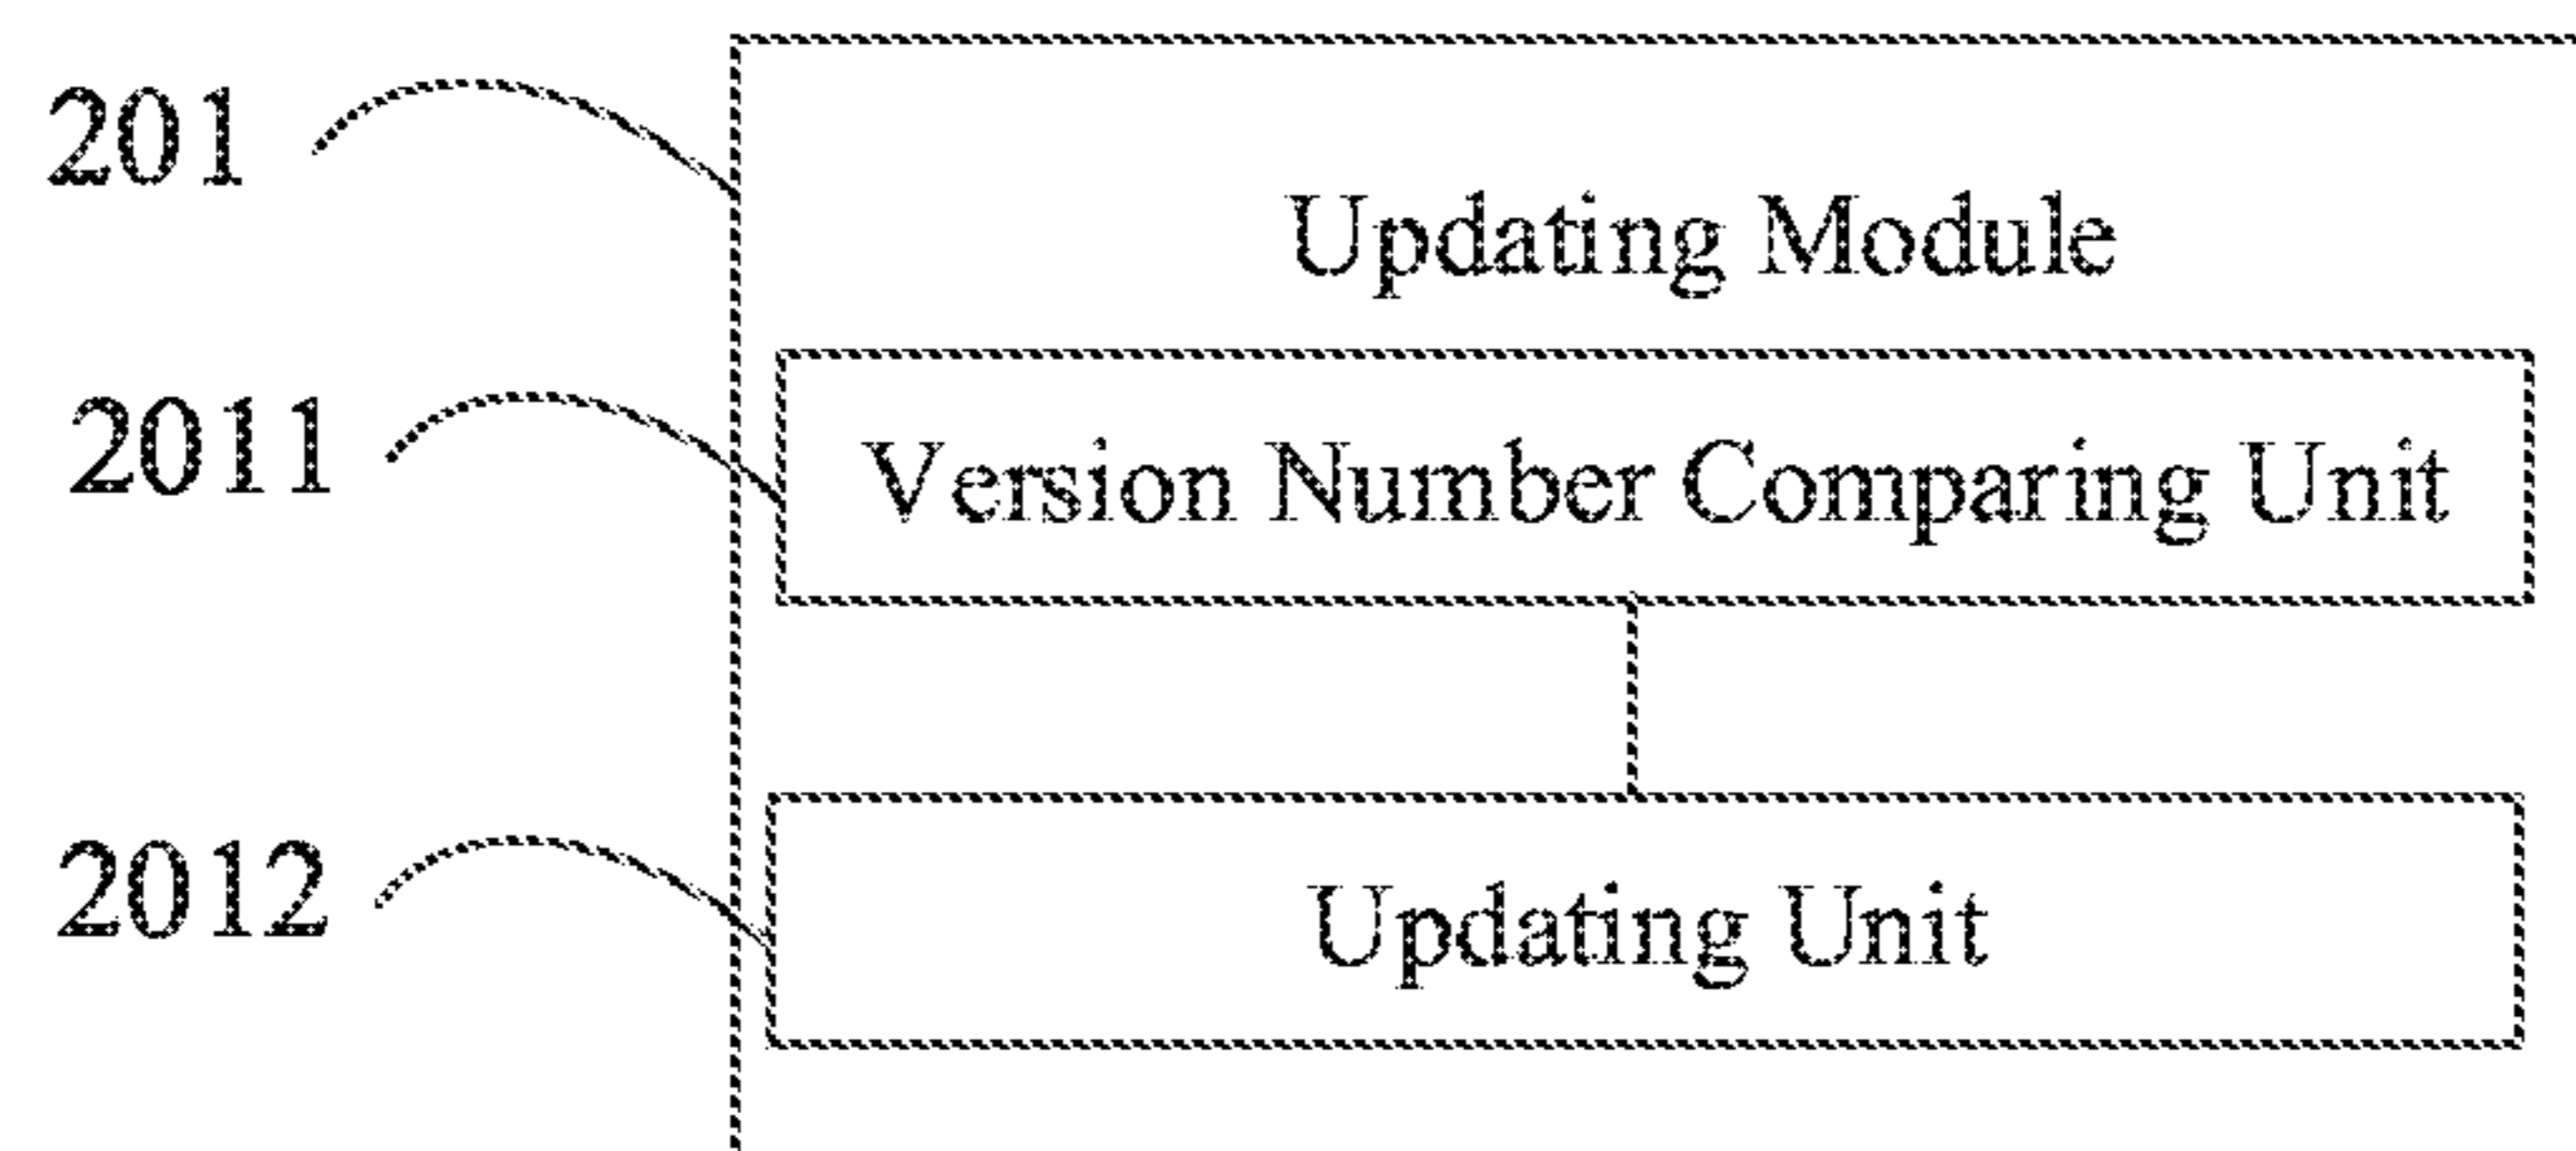 201
Updating Module
2011
Version Number Comparing Unit
2012
Updating Unit